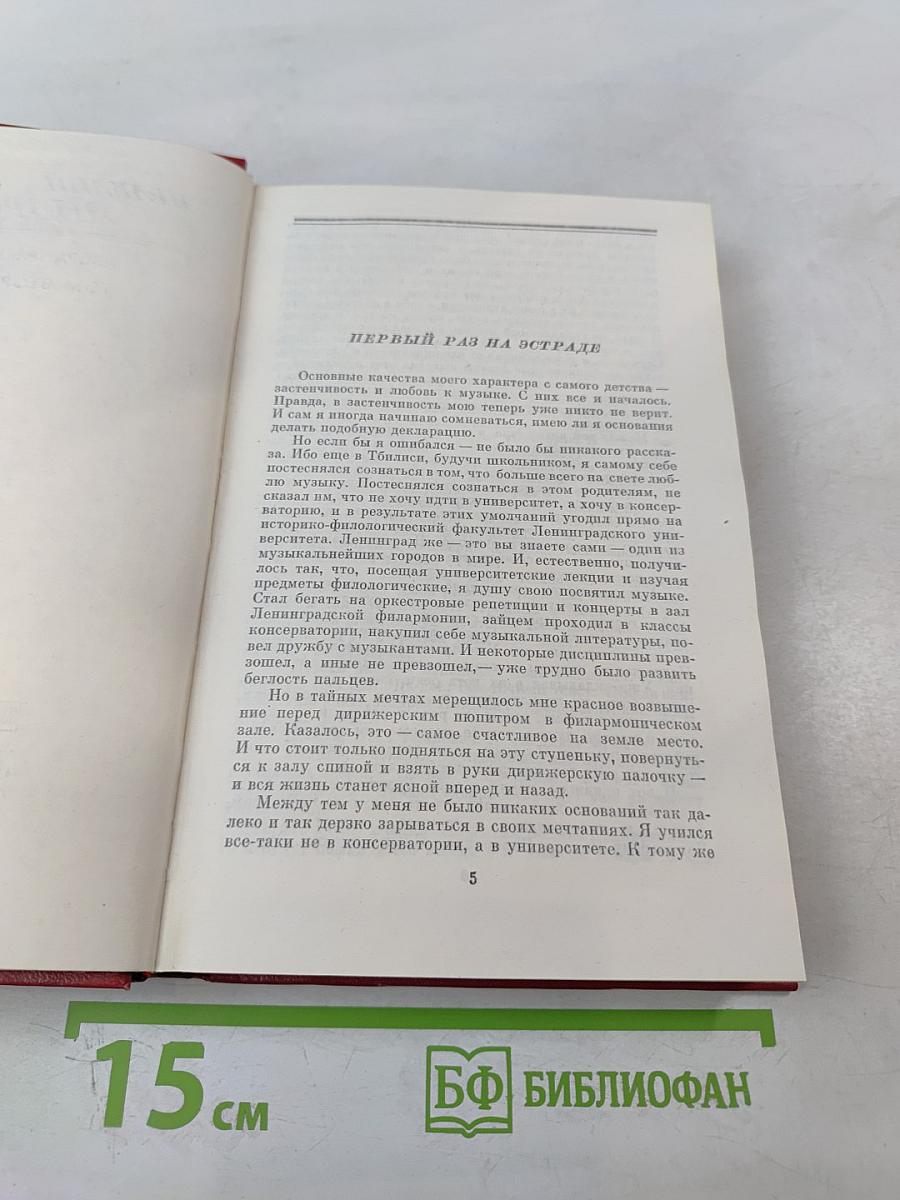 ПЕРВЫЙ РАЗ НА ЭСТРАДЕ
Основные качества моего характера с самого детства —
застенчивость и любовь к музыке. С них все и началось.
Правда, в застенчивость мою теперь уже никто не верит.
И сам я иногда начинаю сомневаться, имею ли я основания
делать подобную декларацию.
Но если бы я ошибался — не было бы никакого расска-
за. Ибо еще в Тбилиси, будучи школьником, я самому себе
постеснялся сознаться в том, что больше всего на свете люб-
лю музыку. Постеснялся сознаться в этом родителям, не
сказал им, что не хочу идти в университет, а хочу в консер-
ваторию, и в результате этих умолчаний угодил прямо на
историко-филологический факультет Ленинградского уни-
верситета. Ленинград же — это вы знаете сами — один из
музыкальнейших городов в мире. И, естественно, получи-
лось так, что, посещая университетские лекции и изучая
предметы филологические, я душу свою посвятил музыке.
Стал бегать на оркестровые репетиции и концерты в зал
Ленинградской филармонии, зайцем проходил в классы
консерватории, накупил себе музыкальной литературы, по-
вел дружбу с музыкантами. И некоторые дисциплины прев-
зошел, а иные не превзошел,— уже трудно было развить
беглость пальцев.
Но в тайных мечтах мерещилось мне красное возвыше-
ние перед дирижерским пюпитром в филармоническом
зале. Казалось, это — самое счастливое на земле место.
И что стоит только подняться на эту ступеньку, повернуть-
ся к залу спиной и взять в руки дирижерскую палочку —
и вся жизнь станет ясной вперед и назад.
Между тем у меня не было никаких оснований так да-
леко и так дерзко зарываться в своих мечтаниях. Я учился
все-таки не в консерватории, а в университете. К тому же
5
15 см
БФ БИБЛИОФАН